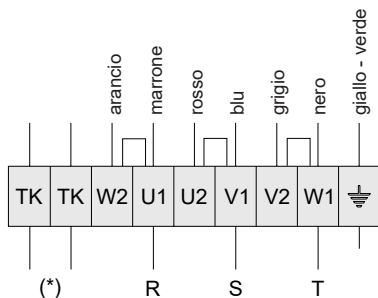 arancio marrone rosso blu grigio nero giallo - verde
TK TK W2 U1 U2 V1 V2 W1
(*) R S T